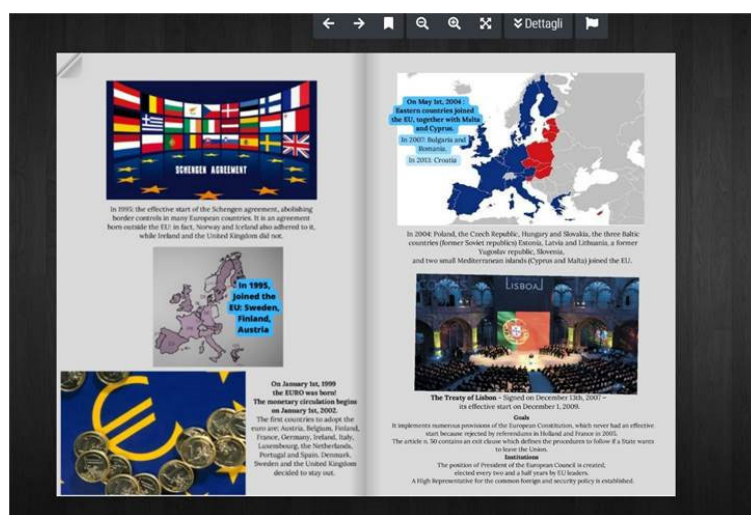 Dettagli
SCHENGEN AGREEMENT
In 1995: the effective start of the Schengen agreement, abolishing
border controls in many European countries. It is an agreement
born outside the EU: in fact, Norway and Iceland also adhered to it,
while Ireland and the United Kingdom did not.
In 1995,
joined the
EU: Sweden,
Finland,
Austria
On January 1st, 1999
the EURO was born!
The monetary circulation begins
on January 1st, 2002.
The first countries to adopt the
euro are: Austria, Belgium, Finland,
France, Germany, Ireland, Italy,
Luxembourg, the Netherlands,
Portugal and Spain. Denmark,
Sweden and the United Kingdom
decided to stay out.
On May 1st, 2004 :
Eastern countries joined
the EU, together with Malta
and Cyprus.
In 2007: Bulgaria and
Romania.
In 2013: Croatia
In 2004: Poland, the Czech Republic, Hungary and Slovakia, the three Baltic
countries (former Soviet republics) Estonia, Latvia and Lithuania, a former
Yugoslav republic, Slovenia,
and two small Mediterranean islands (Cyprus and Malta) joined the EU.
LISBOA
The Treaty of Lisbon - Signed on December 13th, 2007 –
its effective start on December 1, 2009.
Goals
It implements numerous provisions of the European Constitution, which never had an effective
start because rejected by referendums in Holland and France in 2005.
The article n. 50 contains an exit clause which defines the procedures to follow if a State wants
to leave the Union.
Institutions
The position of President of the European Council is created,
elected every two and a half years by EU leaders.
A High Representative for the common foreign and security policy is established.